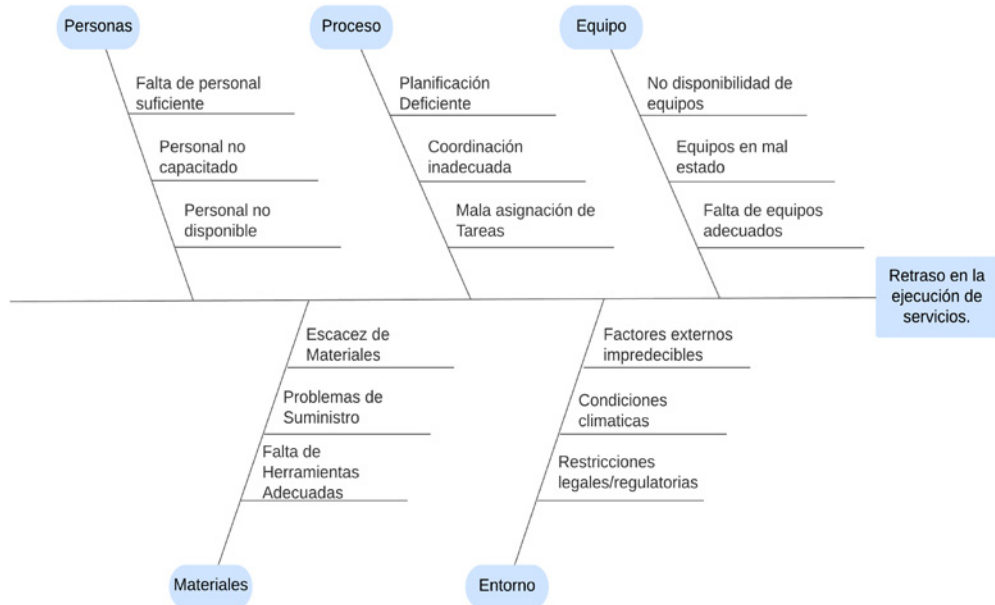 Personas
Proceso
Equipo
Falta de personal
suficiente
Personal no
capacitado
Personal no
disponible
Planificación
Deficiente
Coordinación
inadecuada
Mala asignación de
Tareas
No disponibilidad de
equipos
Equipos en mal
estado
Falta de equipos
adecuados
Retraso en la
ejecución de
servicios.
Escacez de
Materiales
Problemas de
Suministro
Falta de
Herramientas
Adecuadas
Factores externos
impredecibles
Condiciones
climaticas
Restricciones
legales/regulatorias
Materiales
Entorno